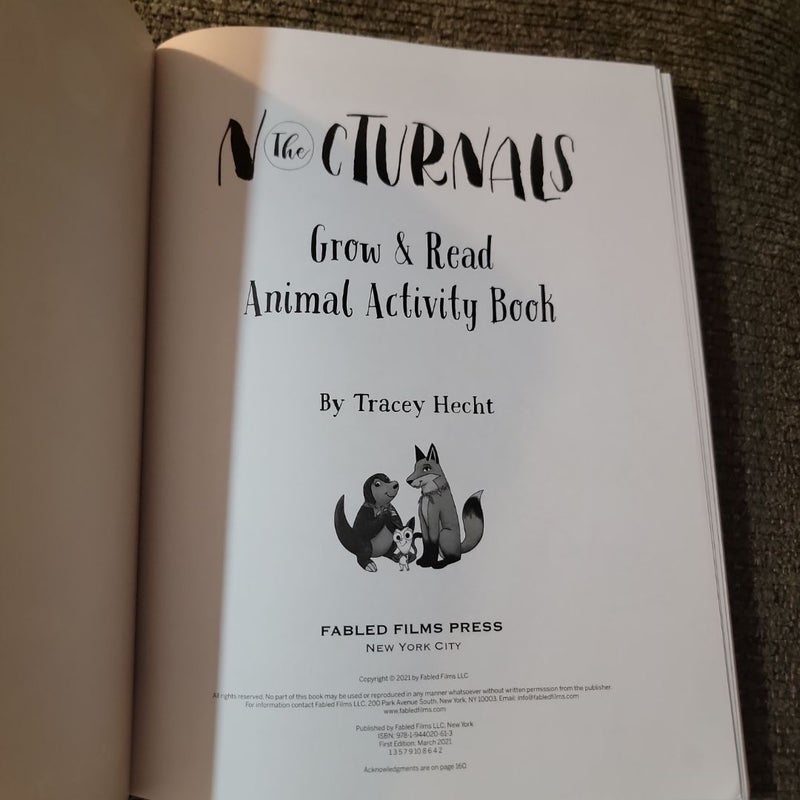 The NOCTURNALS
Grow & Read
Animal Activity Book
By Tracey Hecht
FABLED FILMS PRESS
NEW YORK CITY
Copyright © 2021 by Fabled Films LLC
All rights reserved. No part of this book may be used or reproduced in any manner whatsoever without written permission from the publisher.
For information contact Fabled Films LLC, 200 Park Avenue South, New York, NY 10003. Email: info@fabledfilms.com
www.fabledfilms.com
Published by Fabled Films LLC, New York
ISBN: 978-1-944020-61-3
First Edition: March 2021
1 3 5 7 9 10 8 6 4 2
Acknowledgments are on page 160.